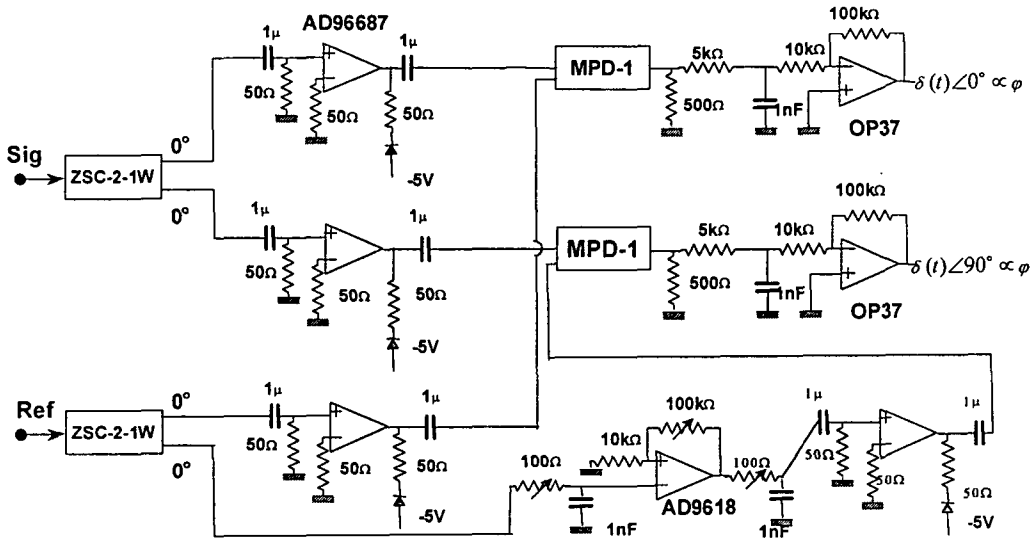 AD96687
1μ
1μ
50Ω
50Ω
50Ω
-5V
MPD-1
5kΩ
10kΩ
100kΩ
500Ω
1nF
OP37
δ(t)∠0° ∝ φ
Sig
ZSC-2-1W
0°
0°
1μ
1μ
50Ω
50Ω
50Ω
-5V
MPD-1
5kΩ
10kΩ
100kΩ
500Ω
1nF
OP37
δ(t)∠90° ∝ φ
Ref
ZSC-2-1W
0°
0°
1μ
1μ
50Ω
50Ω
50Ω
-5V
100Ω
1nF
10kΩ
100kΩ
AD9618
100Ω
1nF
1μ
1μ
50Ω
50Ω
50Ω
-5V